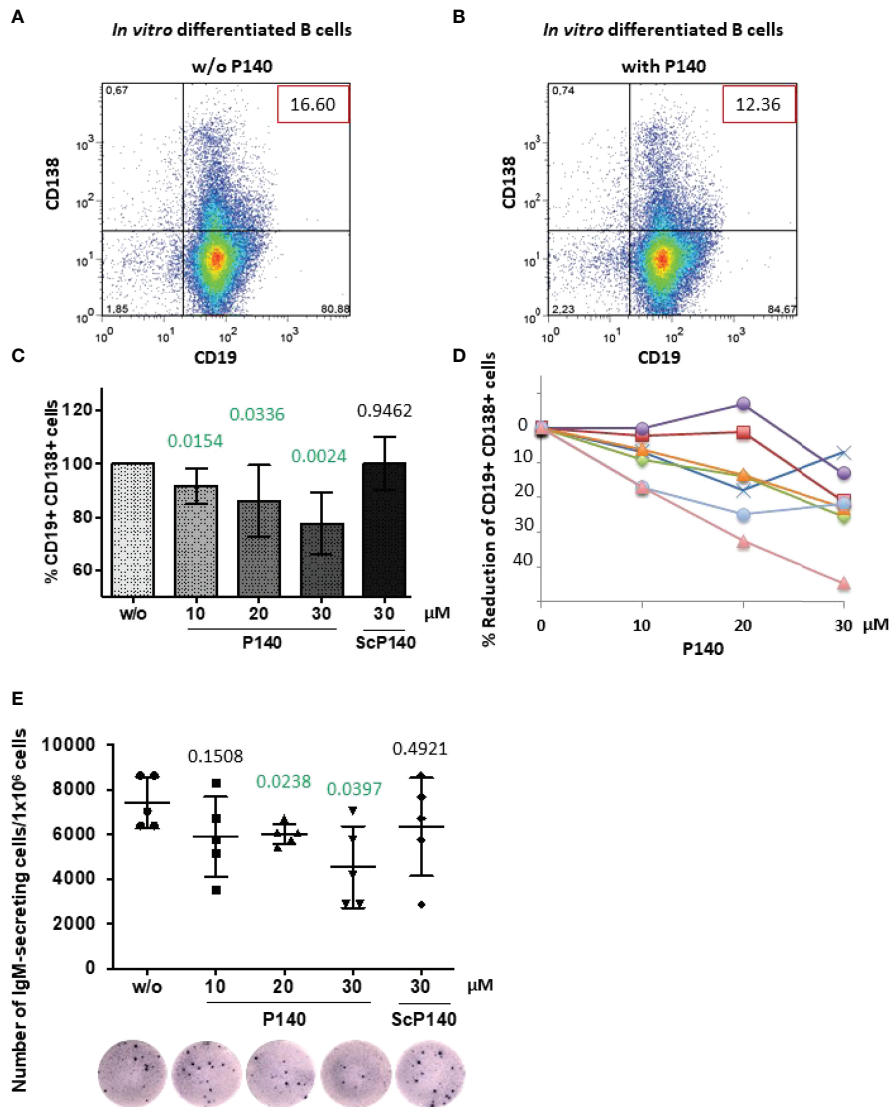 A
In vitro differentiated B cells
w/o P140
0,67
16.60
CD138
10³
10²
10¹
10⁰
1.85
80.88
10⁰ 10¹ 10² 10³
CD19
B
In vitro differentiated B cells
with P140
0,74
12.36
CD138
10³
10²
10¹
10⁰
2.23
84.67
10⁰ 10¹ 10² 10³
CD19
C
% CD19+ CD138+ cells
120
100
80
60
0.0154
0.0336
0.0024
0.9462
w/o 10 20 30 30 µM
P140 ScP140
D
% Reduction of CD19+ CD138+ cells
0
10
20
30
40
0 10 20 30 µM
P140
E
Number of IgM-secreting cells/1x10⁶ cells
10000
8000
6000
4000
2000
0
0.1508
0.0238
0.0397
0.4921
w/o 10 20 30 30 µM
P140 ScP140